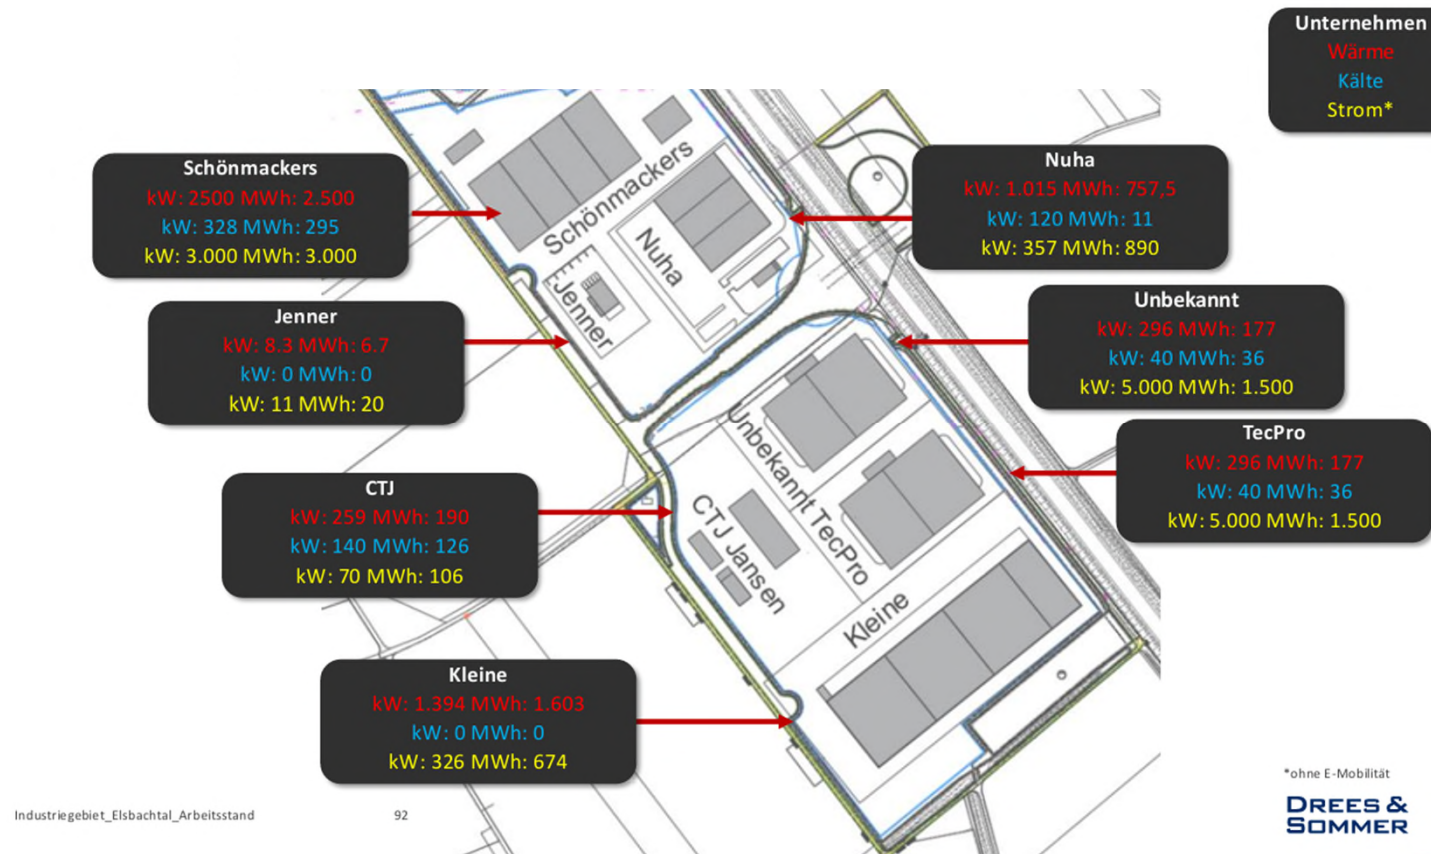 Unternehmen
Wärme
Kälte
Strom*
Schönmackers
kW: 2500 MWh: 2.500
kW: 328 MWh: 295
kW: 3.000 MWh: 3.000
Nuha
kW: 1.015 MWh: 757,5
kW: 120 MWh: 11
kW: 357 MWh: 890
Jenner
kW: 8.3 MWh: 6.7
kW: 0 MWh: 0
kW: 11 MWh: 20
Unbekannt
kW: 296 MWh: 177
kW: 40 MWh: 36
kW: 5.000 MWh: 1.500
TecPro
kW: 296 MWh: 177
kW: 40 MWh: 36
kW: 5.000 MWh: 1.500
CTJ
kW: 259 MWh: 190
kW: 140 MWh: 126
kW: 70 MWh: 106
Kleine
kW: 1.394 MWh: 1.603
kW: 0 MWh: 0
kW: 326 MWh: 674
Schönmackers
Nuha
Jenner
Unbekannt
TecPro
CTJ Jansen
Kleine
*ohne E-Mobilität
Industriegebiet_Elsbachtal_Arbeitsstand
92
DREES &
SOMMER